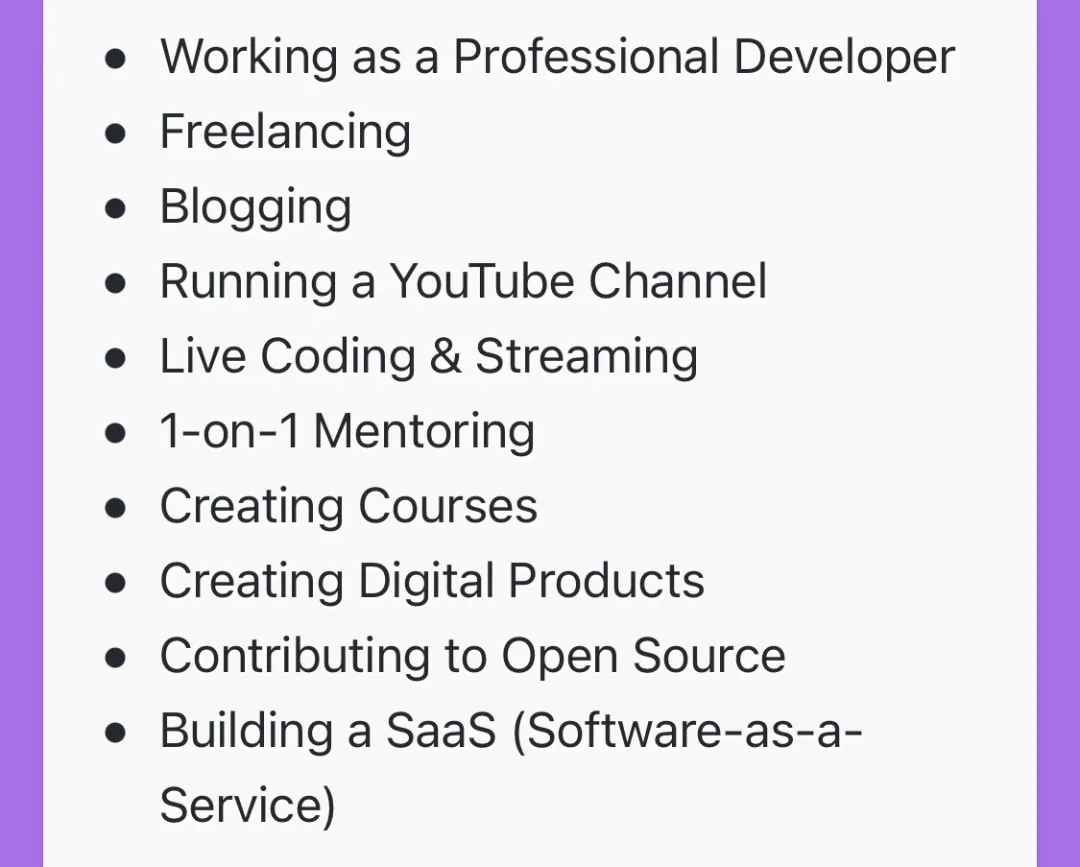 • Working as a Professional Developer
• Freelancing
• Blogging
• Running a YouTube Channel
• Live Coding & Streaming
• 1-on-1 Mentoring
• Creating Courses
• Creating Digital Products
• Contributing to Open Source
• Building a SaaS (Software-as-a-
Service)